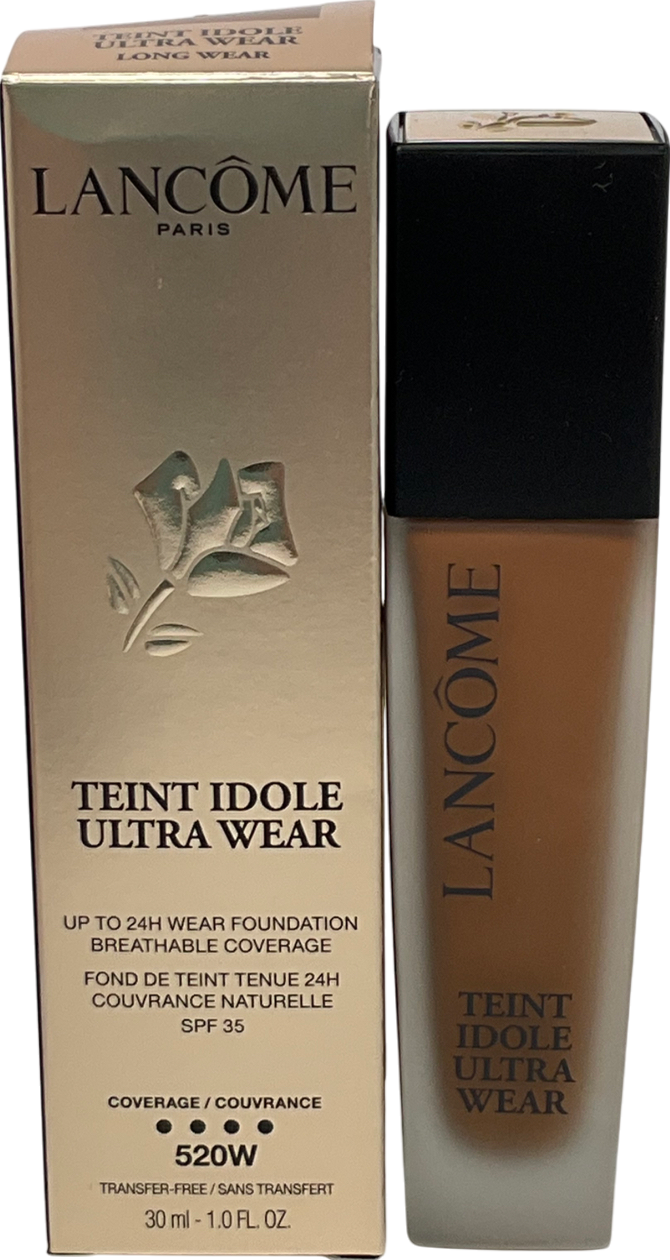 TEINT IDOLE
ULTRA WEAR
LONG WEAR
LANCÔME
PARIS
TEINT IDOLE
ULTRA WEAR
UP TO 24H WEAR FOUNDATION
BREATHABLE COVERAGE
FOND DE TEINT TENUE 24H
COUVRANCE NATURELLE
SPF 35
COVERAGE / COUVRANCE
520W
TRANSFER-FREE / SANS TRANSFERT
30 ml - 1.0 FL. OZ.
LANCÔME
TEINT
IDOLE
ULTRA
WEAR